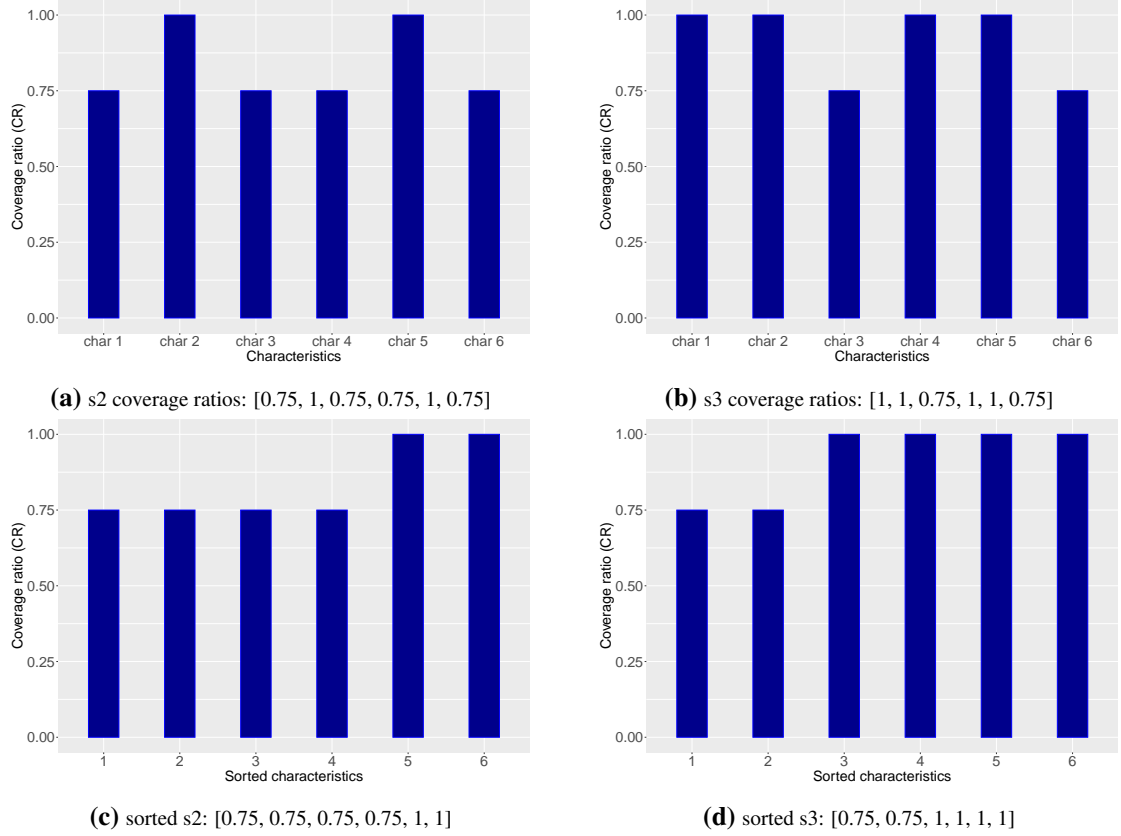 1.00
0.75
0.50
0.25
0.00
Coverage ratio (CR)
char 1 char 2 char 3 char 4 char 5 char 6
Characteristics
(a) s2 coverage ratios: [0.75, 1, 0.75, 0.75, 1, 0.75]
1.00
0.75
0.50
0.25
0.00
Coverage ratio (CR)
char 1 char 2 char 3 char 4 char 5 char 6
Characteristics
(b) s3 coverage ratios: [1, 1, 0.75, 1, 1, 0.75]
1.00
0.75
0.50
0.25
0.00
Coverage ratio (CR)
1 2 3 4 5 6
Sorted characteristics
(c) sorted s2: [0.75, 0.75, 0.75, 0.75, 1, 1]
1.00
0.75
0.50
0.25
0.00
Coverage ratio (CR)
1 2 3 4 5 6
Sorted characteristics
(d) sorted s3: [0.75, 0.75, 1, 1, 1, 1]